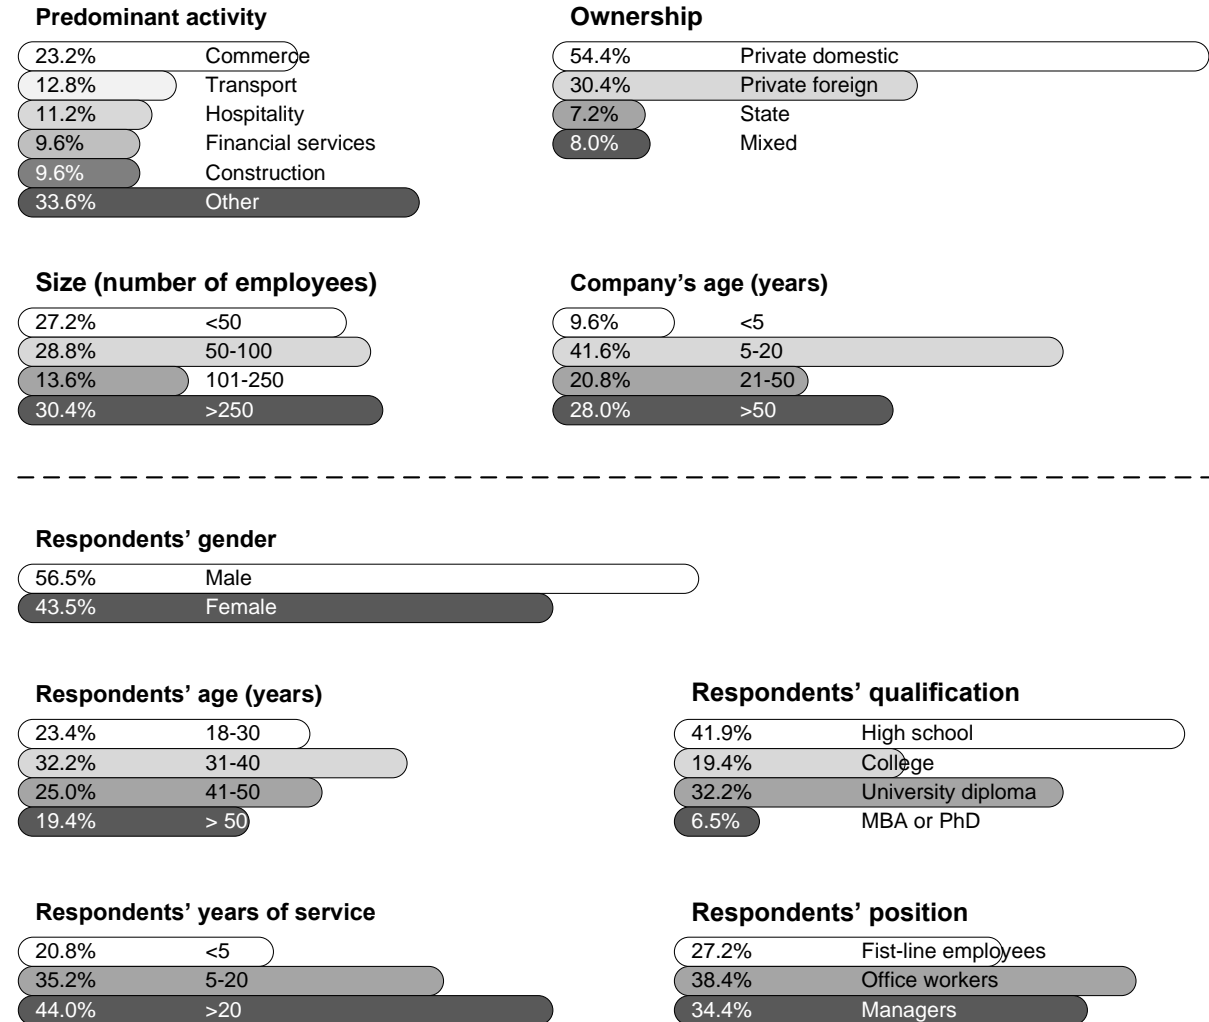 Predominant activity
23.2% Commerce
12.8% Transport
11.2% Hospitality
9.6% Financial services
9.6% Construction
33.6% Other
Ownership
54.4% Private domestic
30.4% Private foreign
7.2% State
8.0% Mixed
Size (number of employees)
27.2% <50
28.8% 50-100
13.6% 101-250
30.4% >250
Company’s age (years)
9.6% <5
41.6% 5-20
20.8% 21-50
28.0% >50
Respondents’ gender
56.5% Male
43.5% Female
Respondents’ age (years)
23.4% 18-30
32.2% 31-40
25.0% 41-50
19.4% > 50
Respondents’ qualification
41.9% High school
19.4% College
32.2% University diploma
6.5% MBA or PhD
Respondents’ years of service
20.8% <5
35.2% 5-20
44.0% >20
Respondents’ position
27.2% Fist-line employees
38.4% Office workers
34.4% Managers